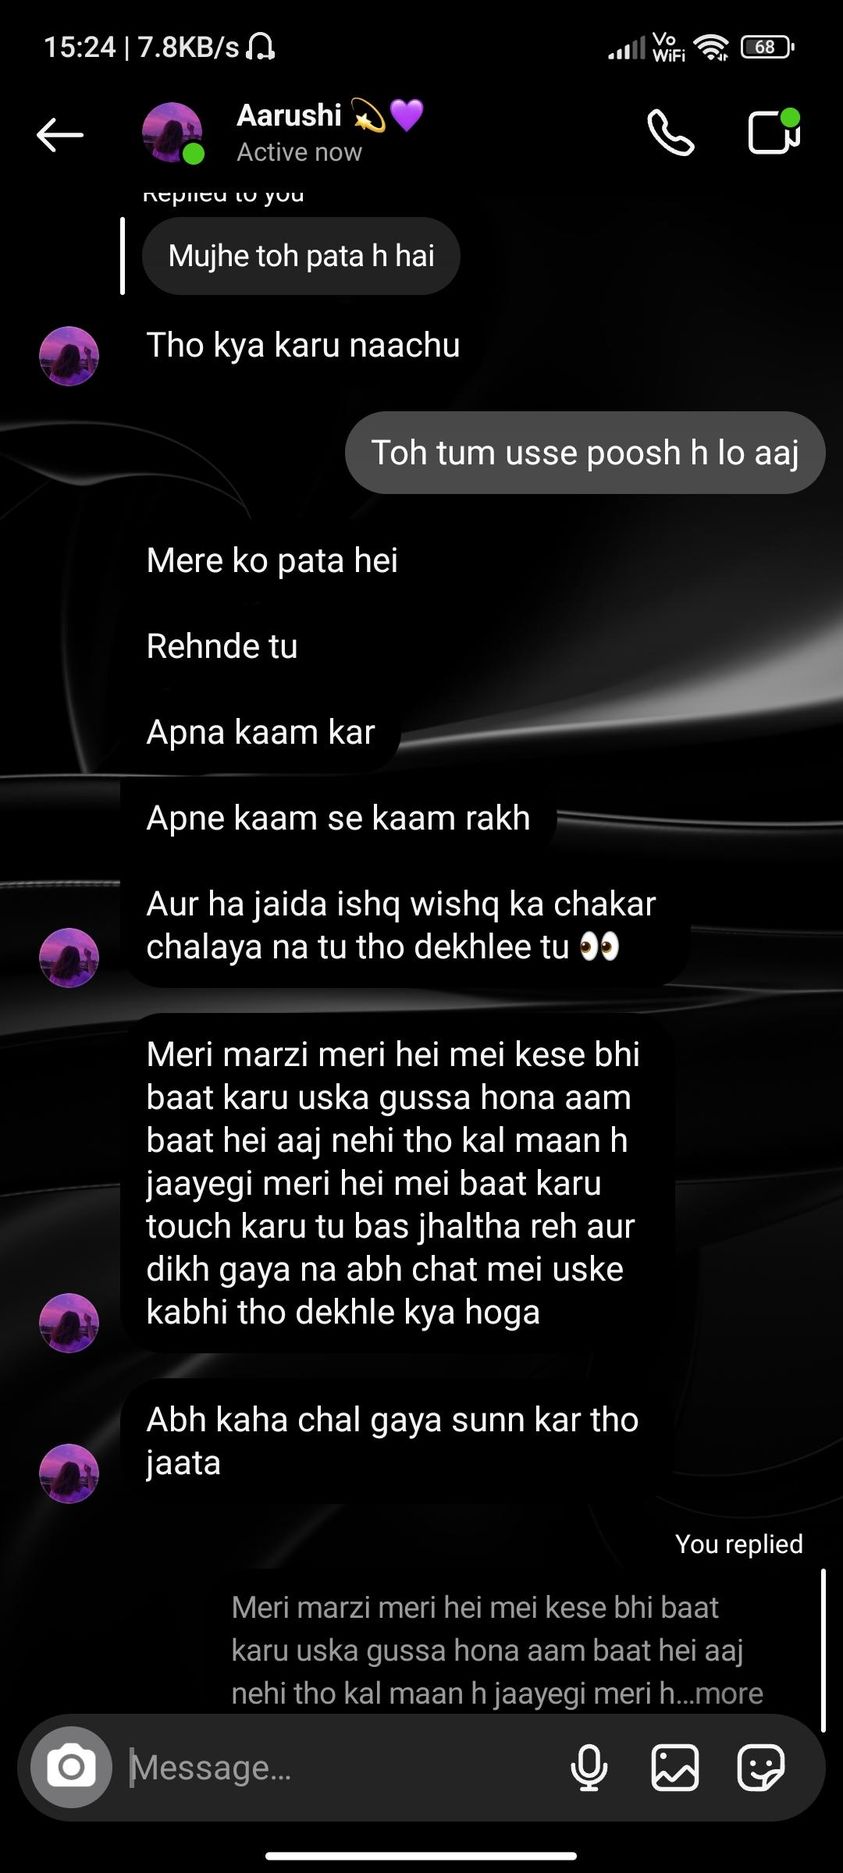 15:24 | 7.8KB/s
Vo
WiFi
68
Aarushi 💫💜
Active now
Replied to you
Mujhe toh pata h hai
Tho kya karu naachu
Toh tum usse poosh h lo aaj
Mere ko pata hei
Rehnde tu
Apna kaam kar
Apne kaam se kaam rakh
Aur ha jaida ishq wishq ka chakar
chalaya na tu tho dekhlee tu 👀
Meri marzi meri hei mei kese bhi
baat karu uska gussa hona aam
baat hei aaj nehi tho kal maan h
jaayegi meri hei mei baat karu
touch karu tu bas jhaltha reh aur
dikh gaya na abh chat mei uske
kabhi tho dekhle kya hoga
Abh kaha chal gaya sunn kar tho
jaata
You replied
Meri marzi meri hei mei kese bhi baat
karu uska gussa hona aam baat hei aaj
nehi tho kal maan h jaayegi meri h...more
Message...